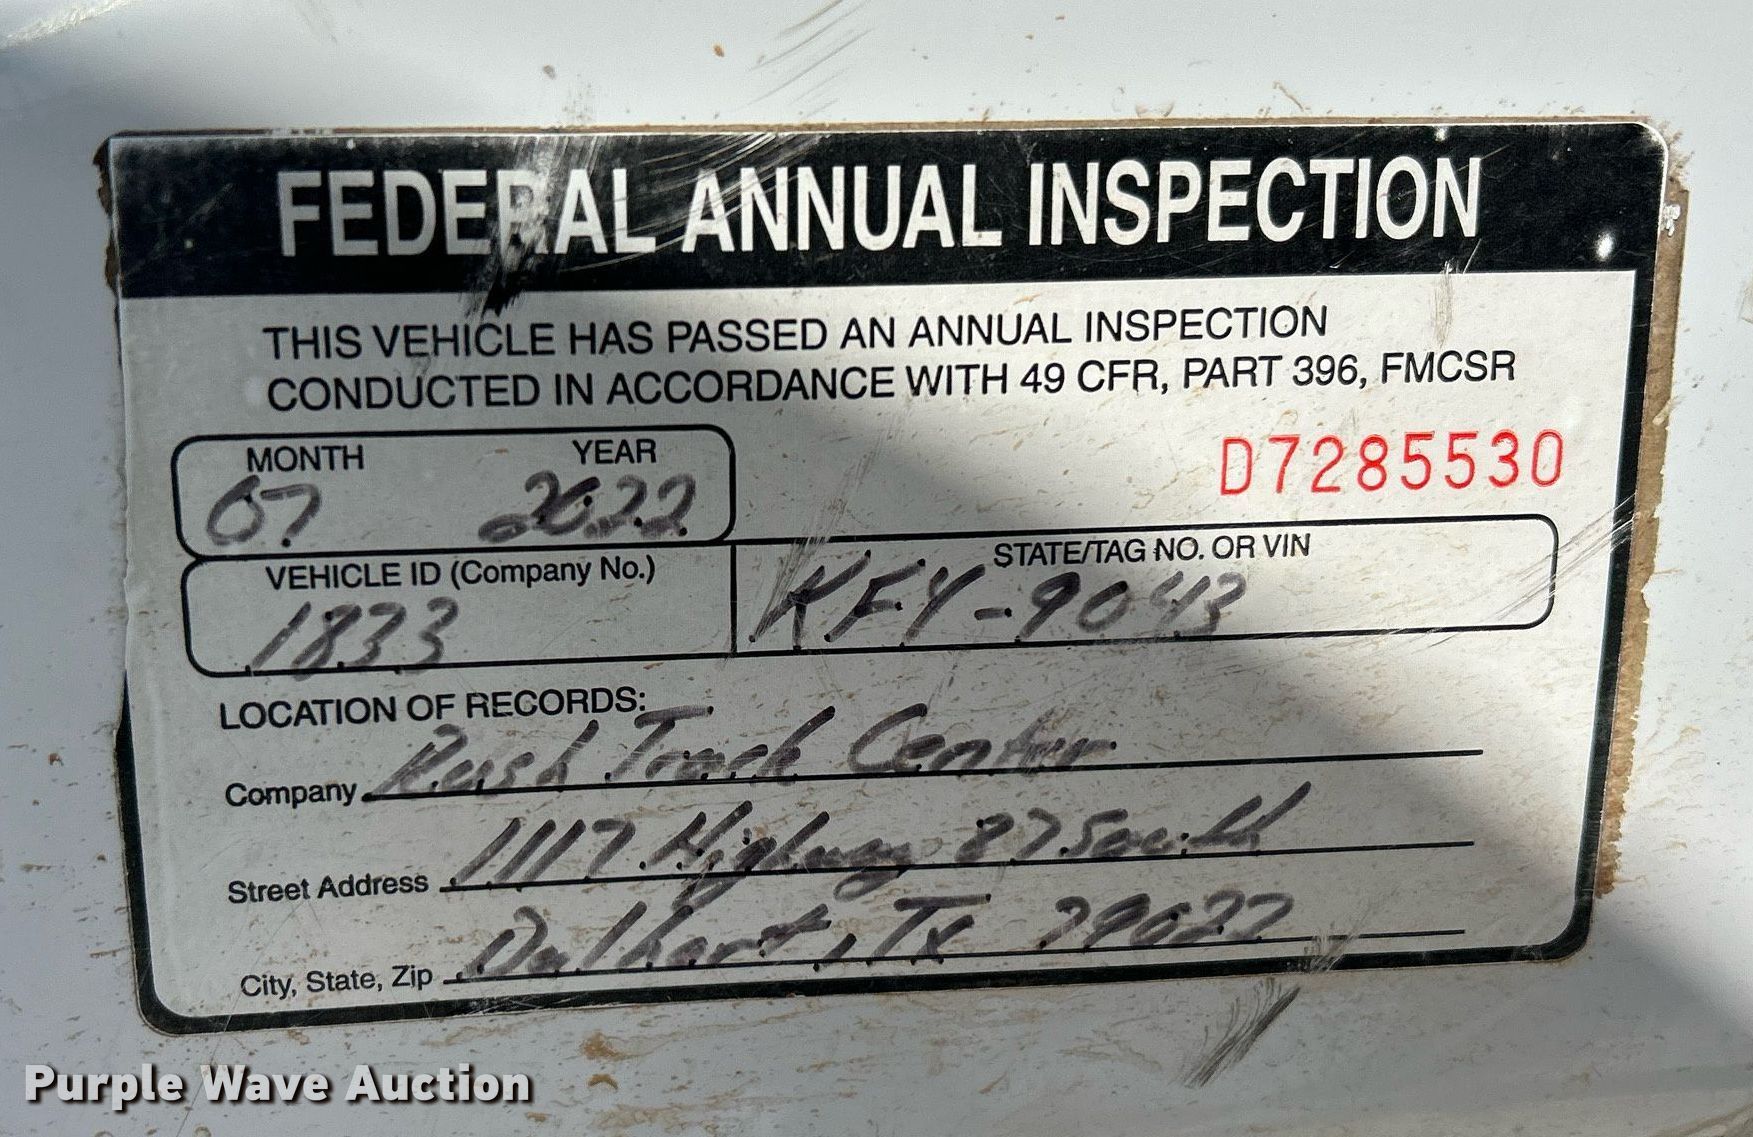 FEDERAL ANNUAL INSPECTION
THIS VEHICLE HAS PASSED AN ANNUAL INSPECTION
CONDUCTED IN ACCORDANCE WITH 49 CFR, PART 396, FMCSR
D7285530
MONTH YEAR
07 2022
VEHICLE ID (Company No.)
1833
STATE/TAG NO. OR VIN
KFY-9043
LOCATION OF RECORDS:
Company Rush Truck Center
Street Address 1117 Highway 87 South
City, State, Zip Dalhart, Tx 79022
Purple Wave Auction